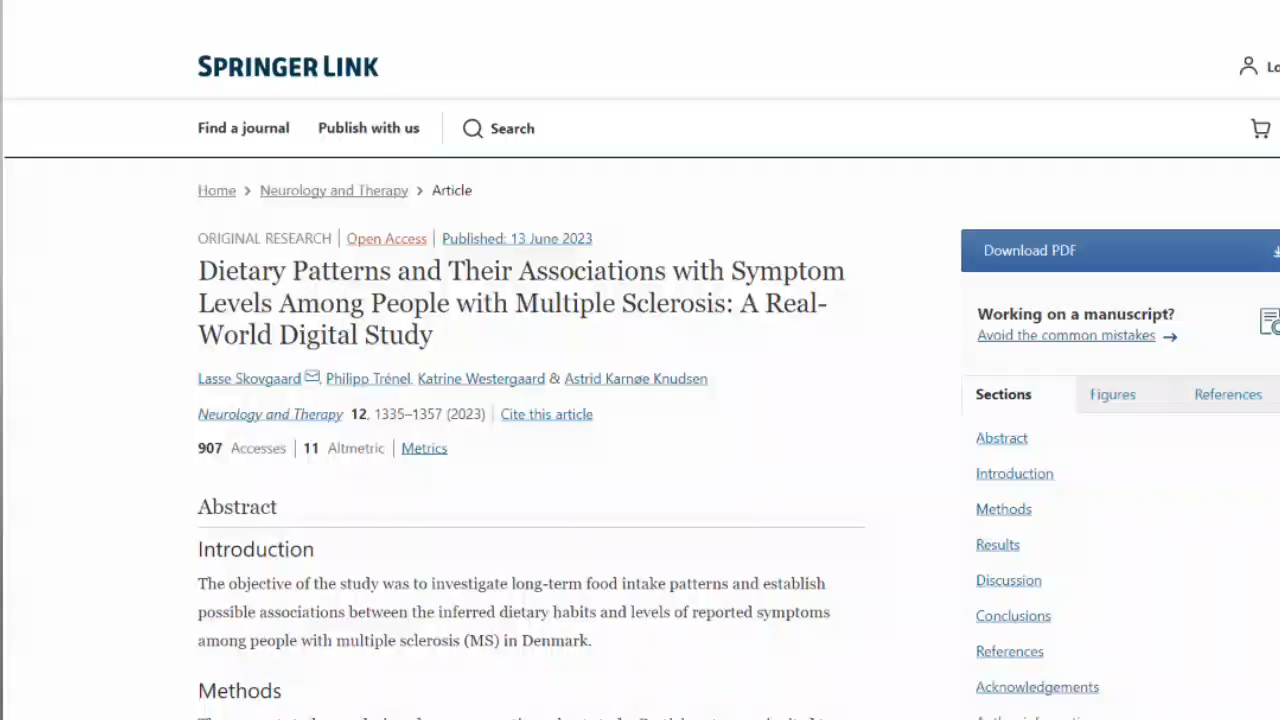 SPRINGER LINK
Find a journal Publish with us Search
Home > Neurology and Therapy > Article
ORIGINAL RESEARCH | Open Access | Published: 13 June 2023
Dietary Patterns and Their Associations with Symptom
Levels Among People with Multiple Sclerosis: A Real-
World Digital Study
Lasse Skovgaard, Philipp Trénel, Katrine Westergaard & Astrid Karnøe Knudsen
Neurology and Therapy 12, 1335–1357 (2023) | Cite this article
907 Accesses | 11 Altmetric | Metrics
Abstract
Introduction
The objective of the study was to investigate long-term food intake patterns and establish
possible associations between the inferred dietary habits and levels of reported symptoms
among people with multiple sclerosis (MS) in Denmark.
Methods
Download PDF
Working on a manuscript?
Avoid the common mistakes →
Sections Figures References
Abstract
Introduction
Methods
Results
Discussion
Conclusions
References
Acknowledgements